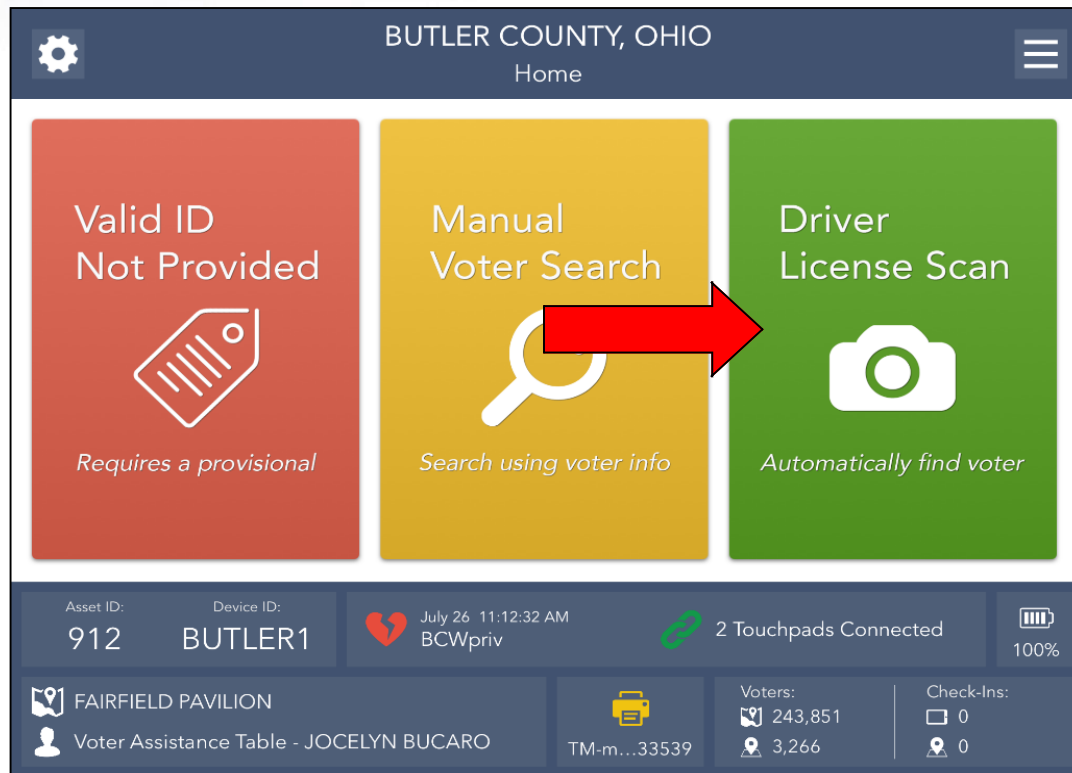 BUTLER COUNTY, OHIO
Home
Valid ID
Not Provided
Requires a provisional
Manual
Voter Search
Search using voter info
Driver
License Scan
Automatically find voter
Asset ID:
912
Device ID:
BUTLER1
July 26 11:12:32 AM
BCWpriv
2 Touchpads Connected
100%
FAIRFIELD PAVILION
Voter Assistance Table - JOCELYN BUCARO
TM-m...33539
Voters:
243,851
3,266
Check-Ins:
0
0